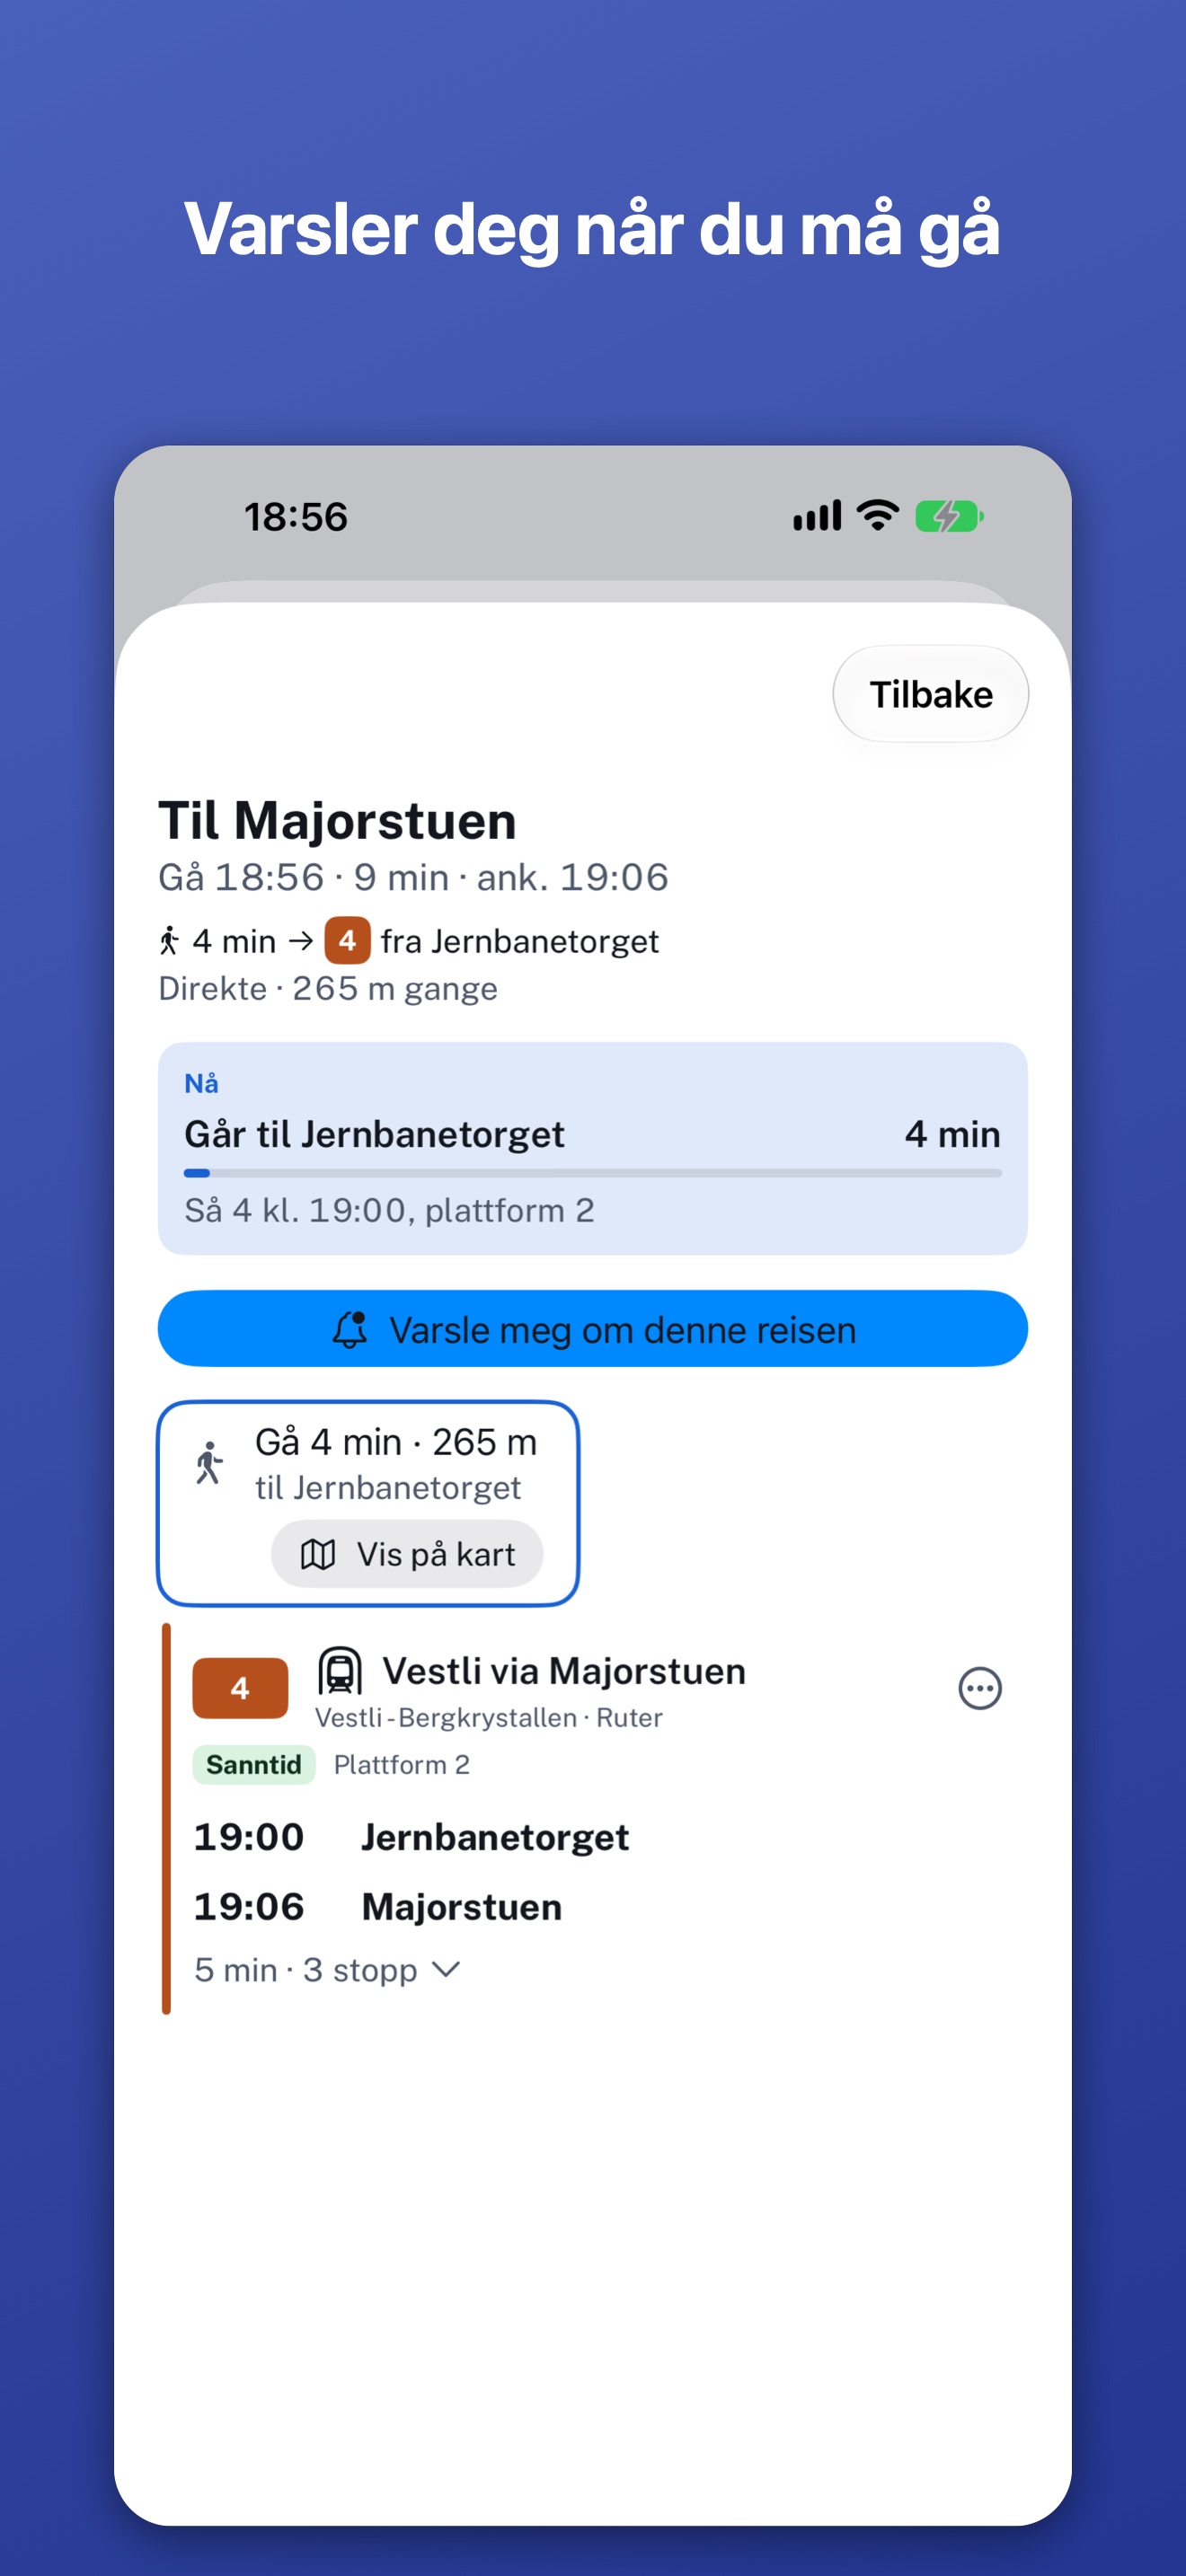 Varsler deg når du må gå
18:56
Tilbake
Til Majorstuen
Gå 18:56 · 9 min · ank. 19:06
4 min → 4 fra Jernbanetorget
Direkte · 265 m gange
Nå
Går til Jernbanetorget 4 min
Så 4 kl. 19:00, plattform 2
Varsle meg om denne reisen
Gå 4 min · 265 m
til Jernbanetorget
Vis på kart
4 Vestli via Majorstuen
Vestli-Bergkrystallen · Ruter
Sanntid Plattform 2
19:00 Jernbanetorget
19:06 Majorstuen
5 min · 3 stopp